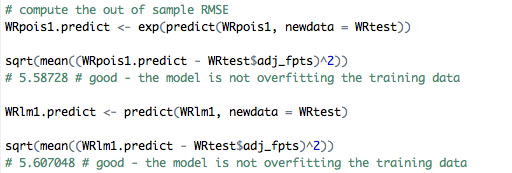 # compute the out of sample RMSE
WRpois1.predict <- exp(predict(WRpois1, newdata = WRtest))
sqrt(mean((WRpois1.predict - WRtest$adj_fpts)^2))
# 5.58728 # good - the model is not overfitting the training data
WRlm1.predict <- predict(WRlm1, newdata = WRtest)
sqrt(mean((WRlm1.predict - WRtest$adj_fpts)^2))
# 5.607048 # good - the model is not overfitting the training data